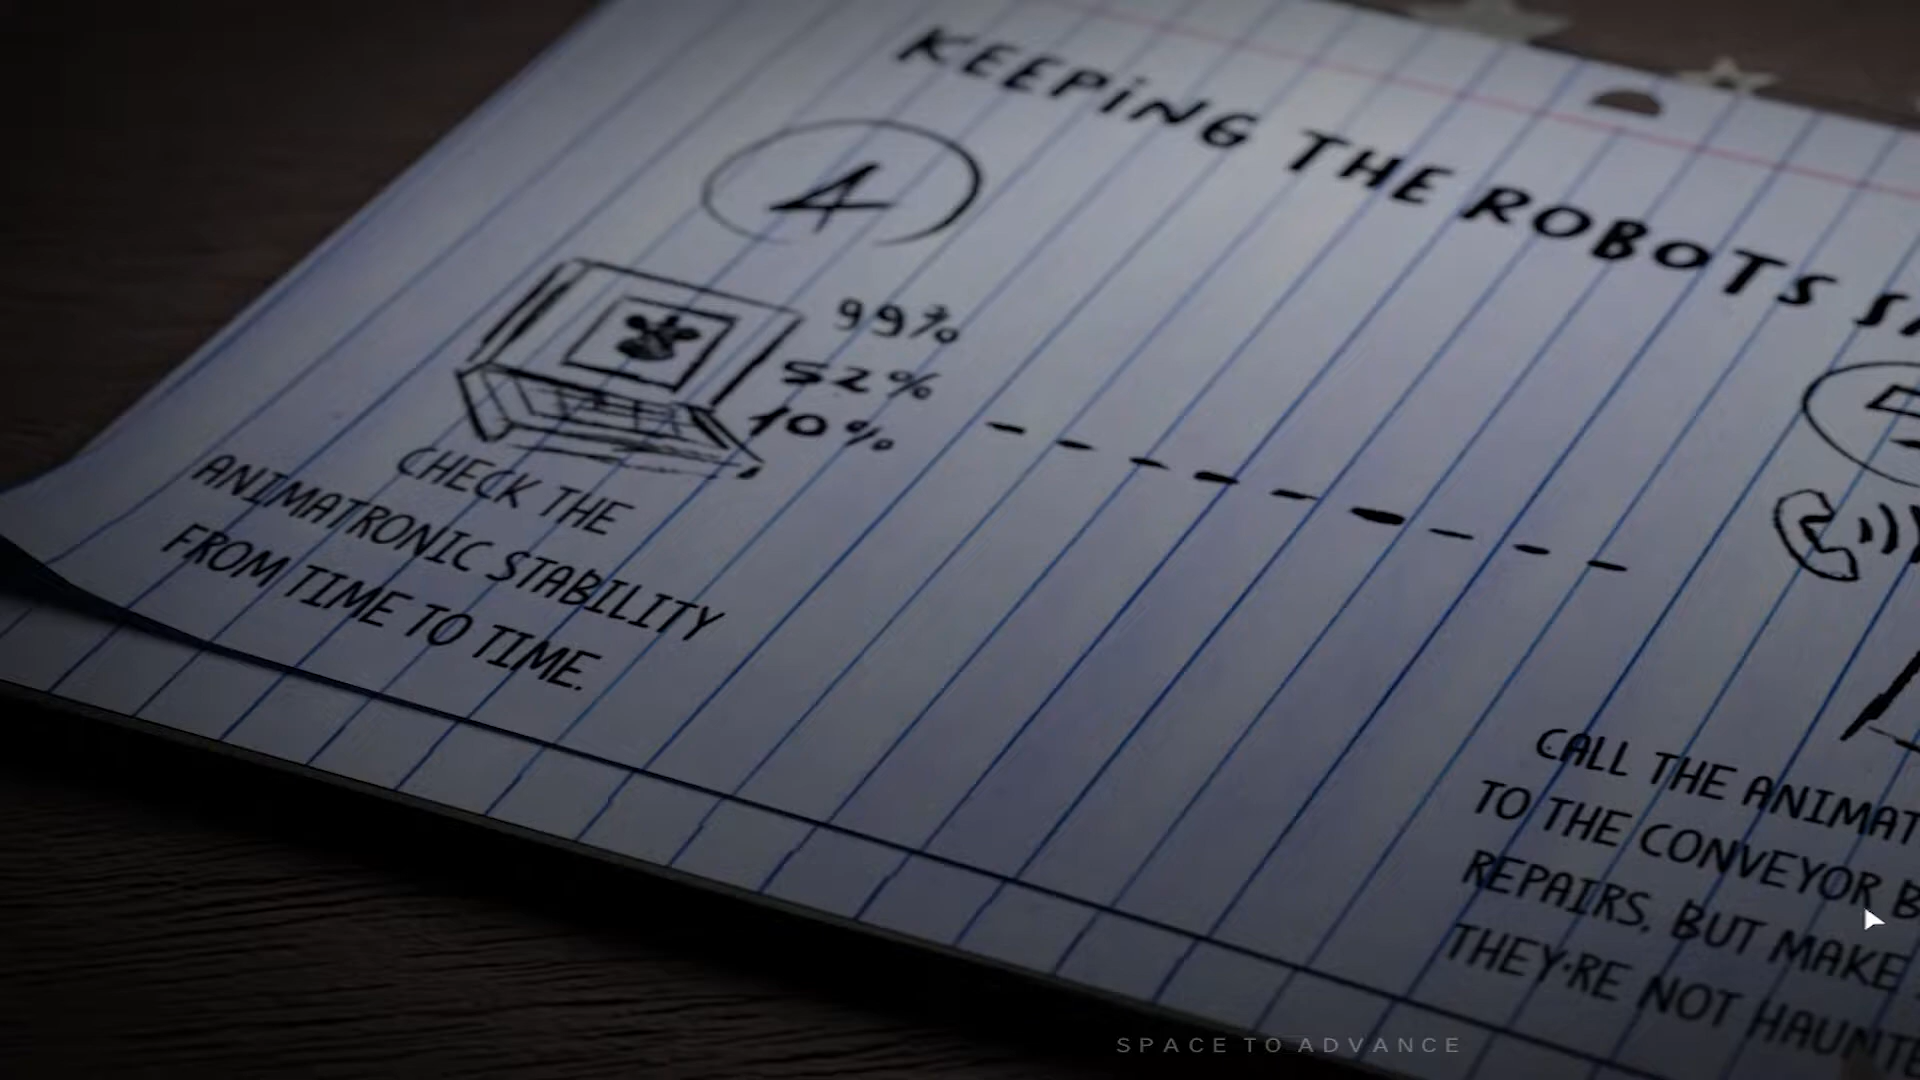 KEEPING THE ROBOTS
4
99%
52%
10%
CHECK THE
ANIMATRONIC STABILITY
FROM TIME TO TIME.
5
CALL THE
TO THE CONVEYOR
REPAIRS. BUT MAKE
THEY'RE NOT
SPACE TO ADVANCE